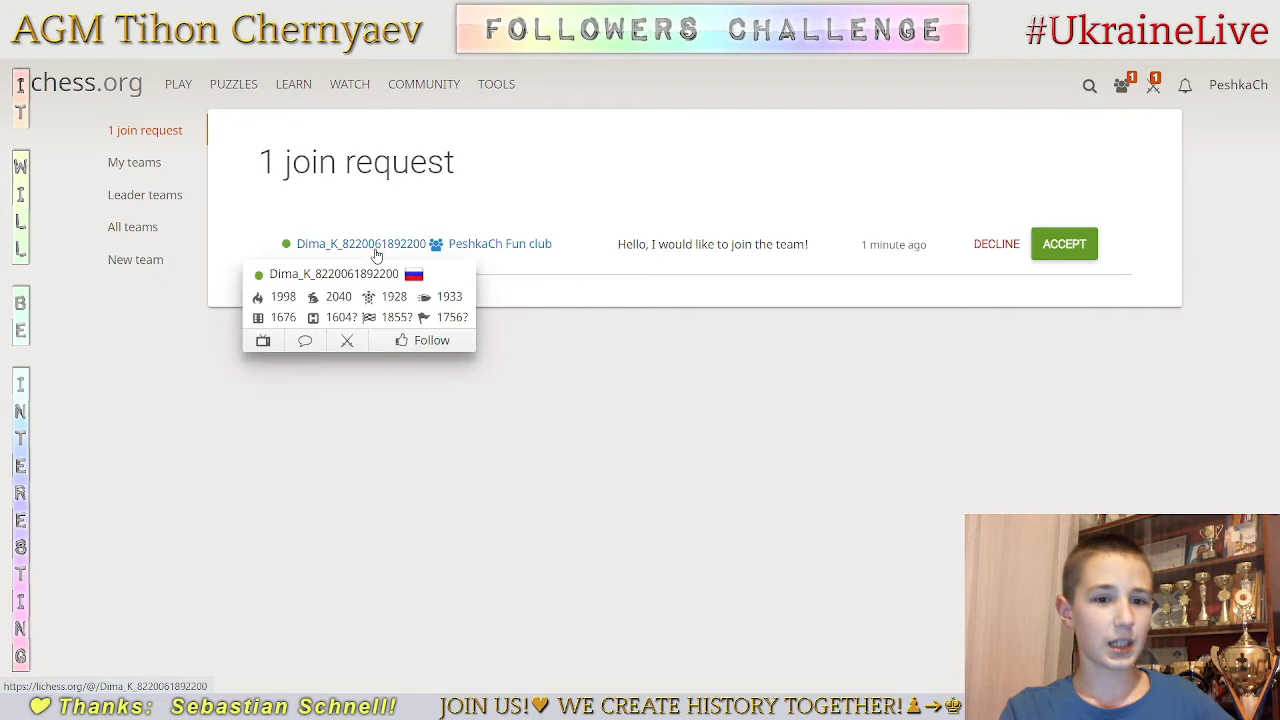 AGM Tihon Chernyaev
FOLLOWERS CHALLENGE
#UkraineLive
lichess.org
PLAY
PUZZLES
LEARN
WATCH
COMMUNITY
TOOLS
1
1
PeshkaCh
IT WILL BE INTERESTING
1 join request
My teams
Leader teams
All teams
New team
1 join request
Dima_K_8220061892200 PeshkaCh Fun club
Hello, I would like to join the team!
1 minute ago
DECLINE
ACCEPT
Dima_K_8220061892200
1998 2040 1928 1933
1676 1604? 1855? 1756?
Follow
https://lichess.org/@/Dima_K_8220061892200
Thanks: Sebastian Schnell!
JOIN US! WE CREATE HISTORY TOGETHER!